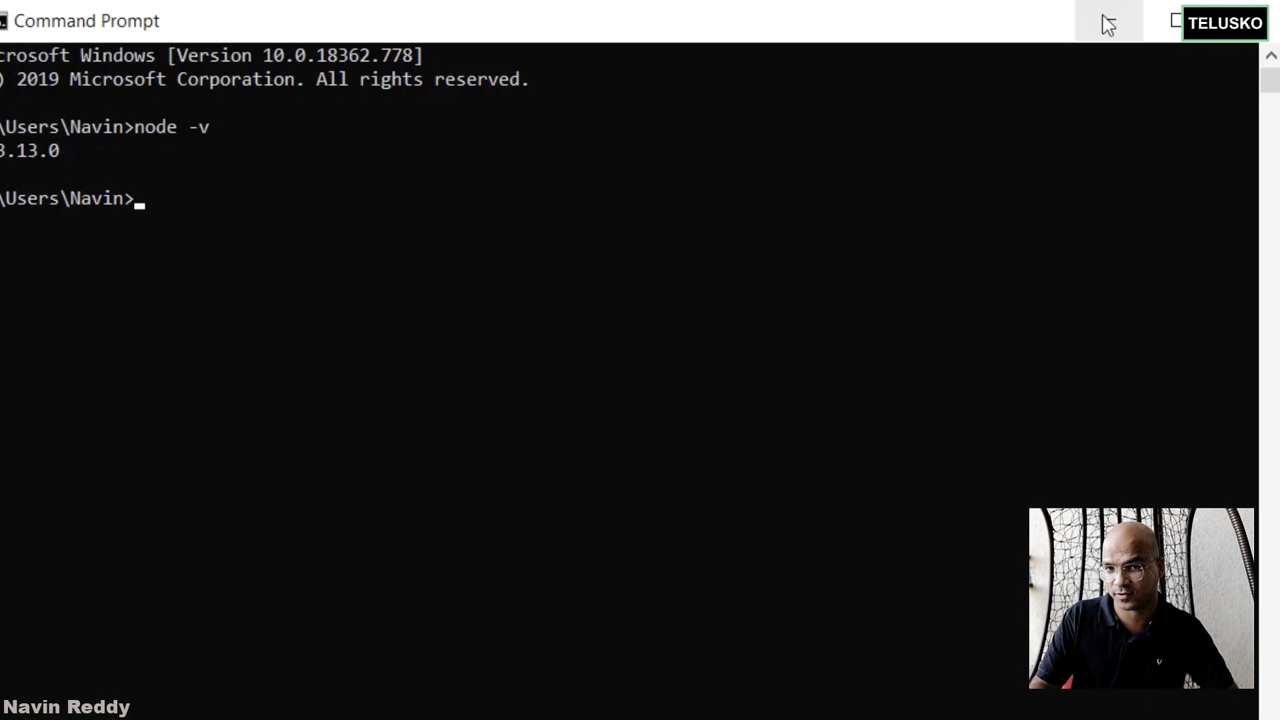 Command Prompt
TELUSKO
crosoft Windows [Version 10.0.18362.778]
) 2019 Microsoft Corporation. All rights reserved.
\Users\Navin>node -v
3.13.0
\Users\Navin>
Navin Reddy